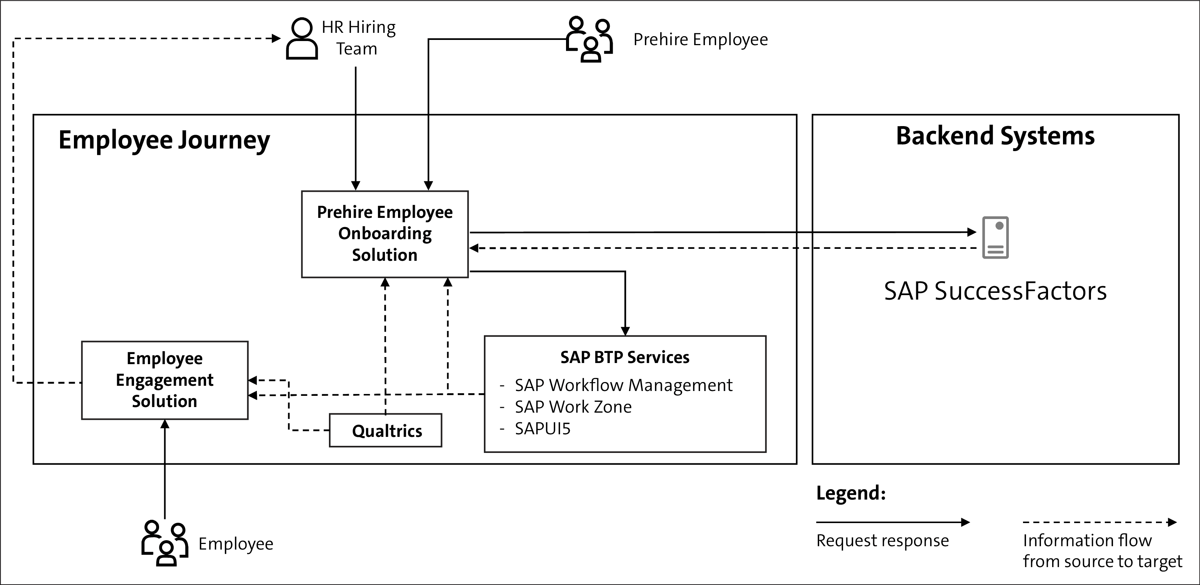 HR Hiring
Team
Prehire Employee
Employee Journey
Backend Systems
Prehire Employee
Onboarding
Solution
SAP SuccessFactors
Employee
Engagement
Solution
SAP BTP Services
- SAP Workflow Management
- SAP Work Zone
- SAPUI5
Qualtrics
Employee
Legend:
Request response
Information flow
from source to target